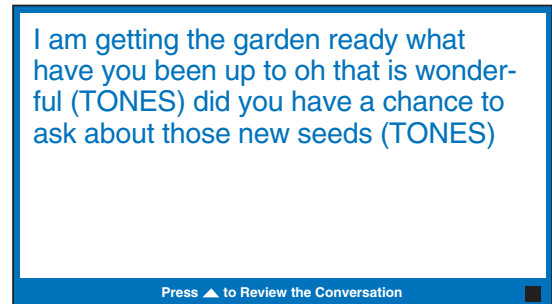 I am getting the garden ready what
have you been up to oh that is wonder-
ful (TONES) did you have a chance to
ask about those new seeds (TONES)
Press ▲ to Review the Conversation